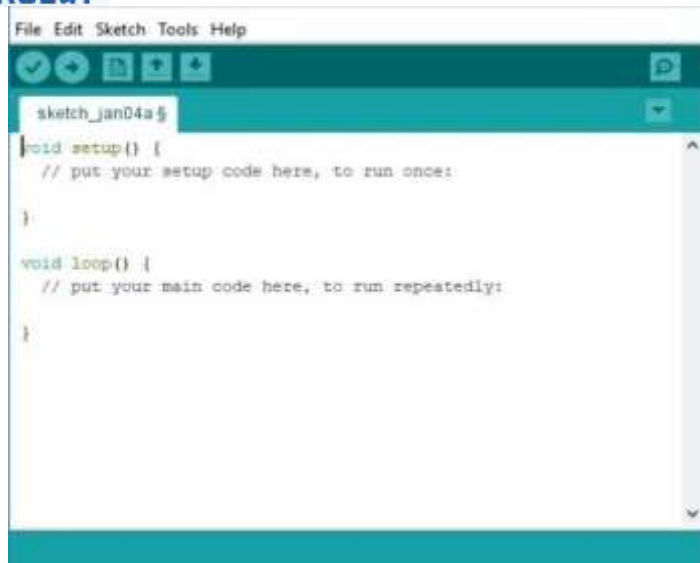 File Edit Sketch Tools Help
sketch_jan04a §
void setup() {
// put your setup code here, to run once:
}
void loop() {
// put your main code here, to run repeatedly:
}